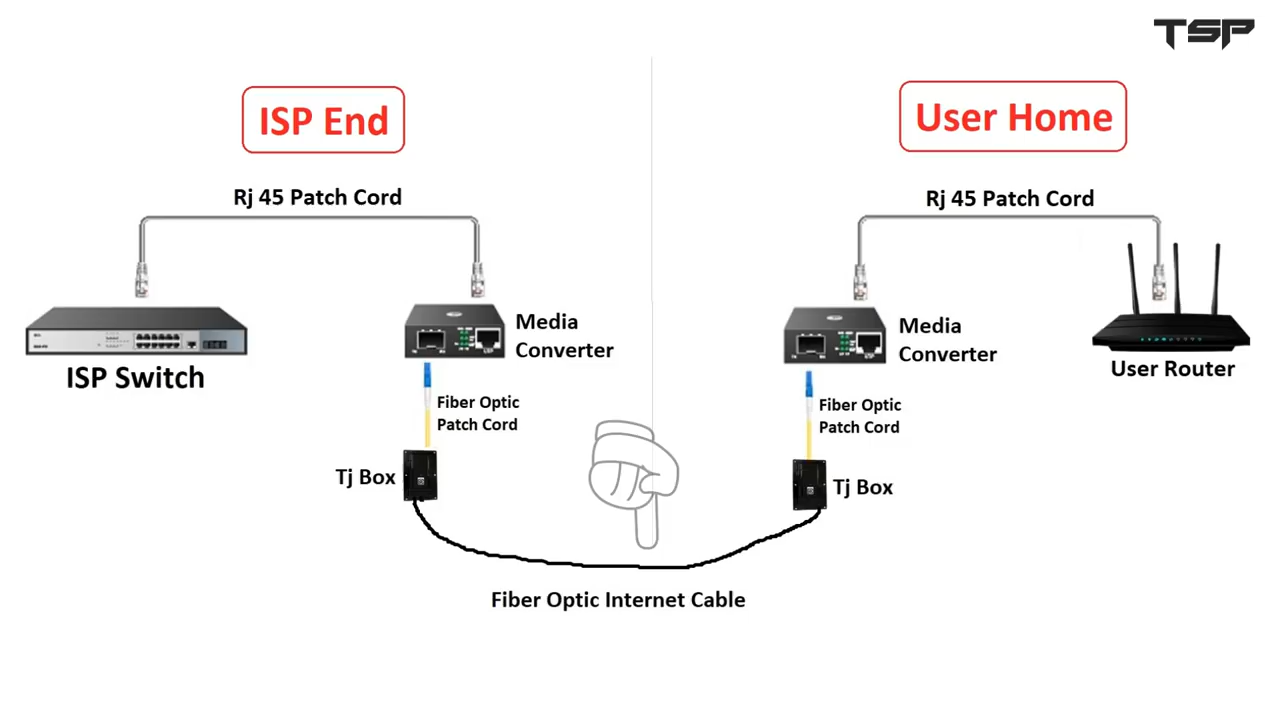 TSP
ISP End
User Home
Rj 45 Patch Cord
Rj 45 Patch Cord
Media
Converter
Media
Converter
ISP Switch
User Router
Fiber Optic
Patch Cord
Fiber Optic
Patch Cord
Tj Box
Tj Box
Fiber Optic Internet Cable